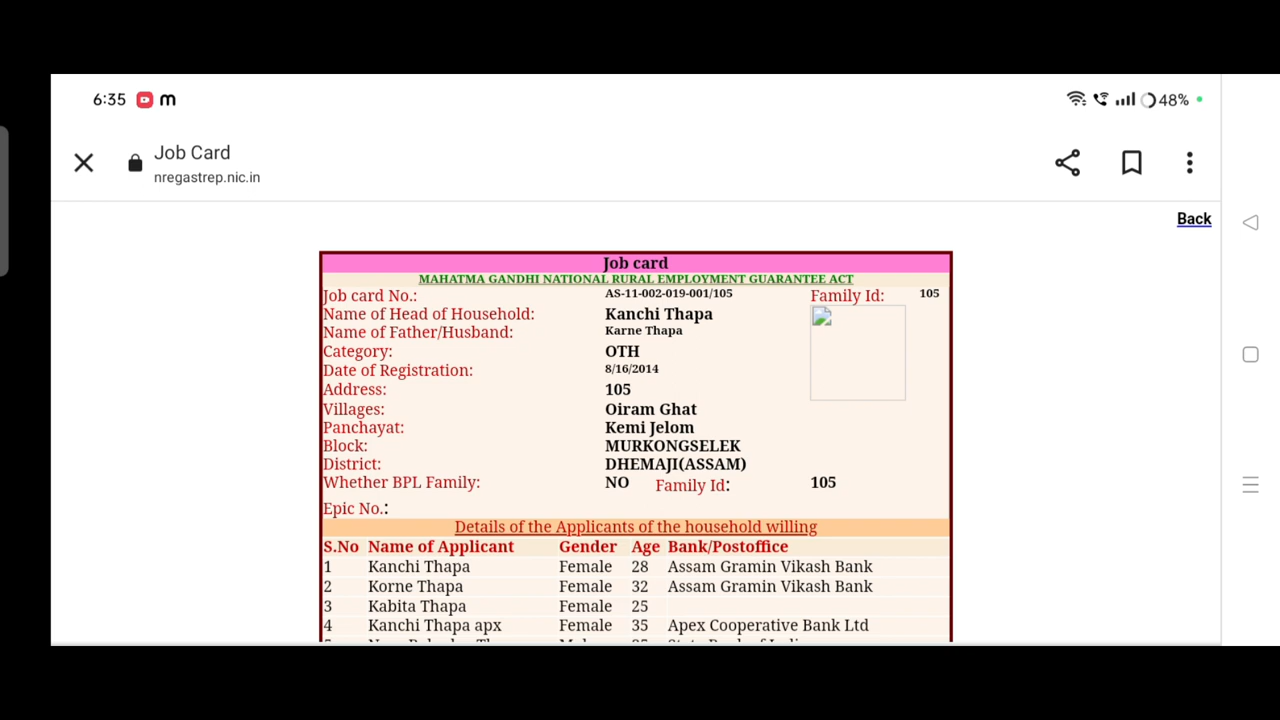 6:35 m 48%
Job Card
nregastrep.nic.in
Back
Job card
MAHATMA GANDHI NATIONAL RURAL EMPLOYMENT GUARANTEE ACT
Job card No.: AS-11-002-019-001/105 Family Id: 105
Name of Head of Household: Kanchi Thapa
Name of Father/Husband: Karne Thapa
Category: OTH
Date of Registration: 8/16/2014
Address: 105
Villages: Oiram Ghat
Panchayat: Kemi Jelom
Block: MURKONGSELEK
District: DHEMAJI(ASSAM)
Whether BPL Family: NO Family Id: 105
Epic No.:
Details of the Applicants of the household willing
S.No Name of Applicant Gender Age Bank/Postoffice
1 Kanchi Thapa Female 28 Assam Gramin Vikash Bank
2 Korne Thapa Female 32 Assam Gramin Vikash Bank
3 Kabita Thapa Female 25
4 Kanchi Thapa apx Female 35 Apex Cooperative Bank Ltd